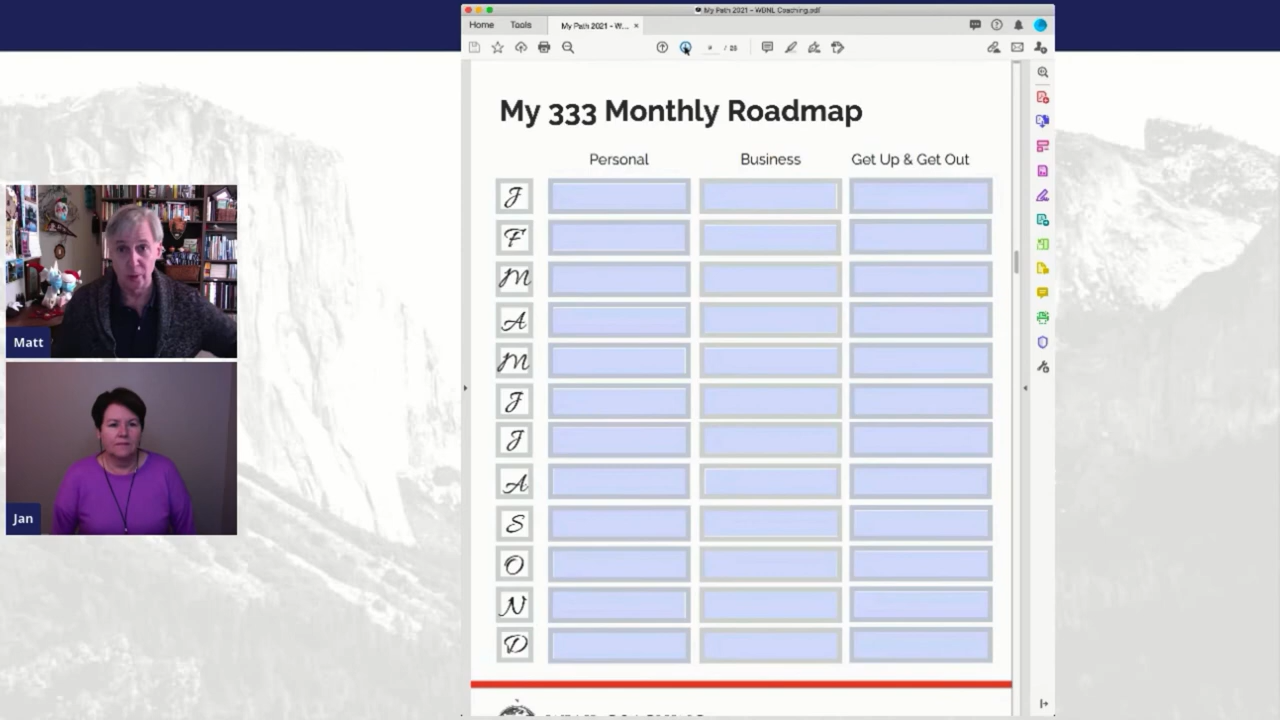 My Path 2021 - WDNL Coaching.pdf
Home Tools My Path 2021 - W... ×
/ 25
My 333 Monthly Roadmap
Personal Business Get Up & Get Out
J
F
M
A
M
J
J
A
S
O
N
D
Matt
Jan